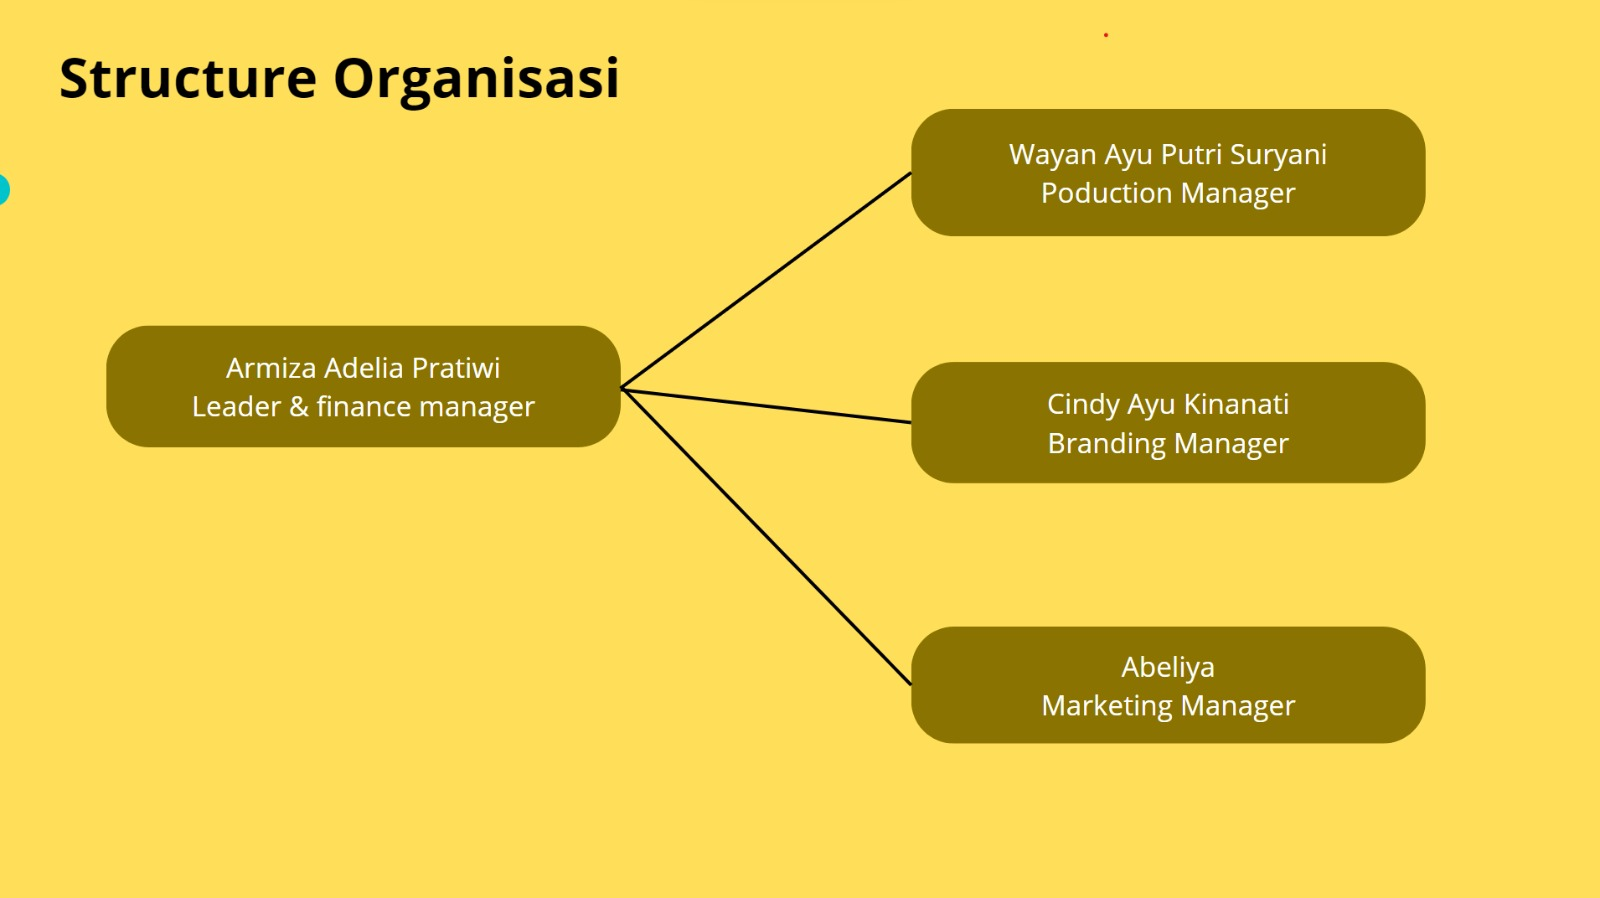 Structure Organisasi
Wayan Ayu Putri Suryani
Poduction Manager
Armiza Adelia Pratiwi
Leader & finance manager
Cindy Ayu Kinanati
Branding Manager
Abeliya
Marketing Manager